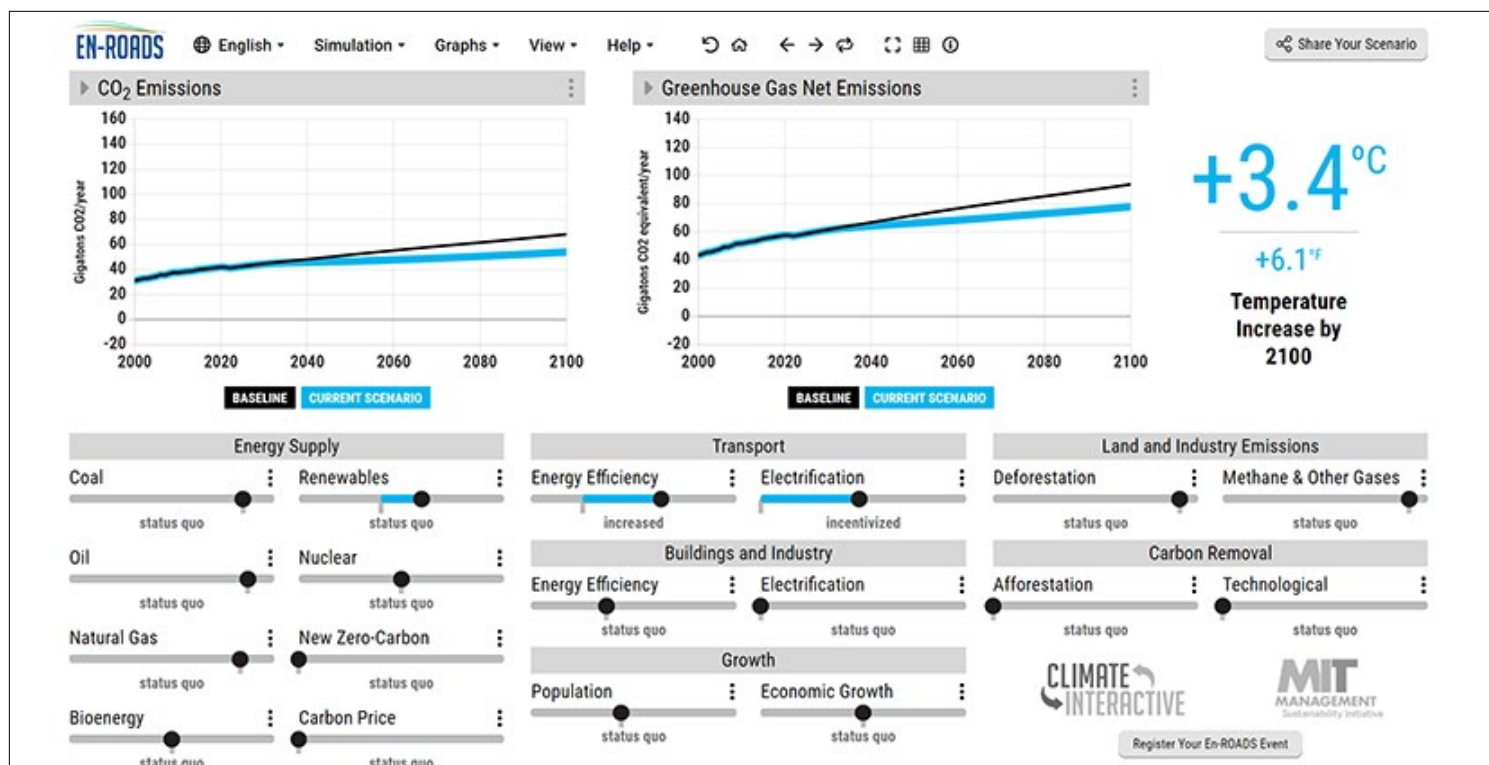 EN-ROADS English Simulation Graphs View Help Share Your Scenario
CO2 Emissions
Gigatons CO2/year
160
140
120
100
80
60
40
20
0
-20
2000 2020 2040 2060 2080 2100
BASELINE CURRENT SCENARIO
Greenhouse Gas Net Emissions
Gigatons CO2 equivalent/year
140
120
100
80
60
40
20
0
-20
2000 2020 2040 2060 2080 2100
BASELINE CURRENT SCENARIO
+3.4°C
+6.1°F
Temperature
Increase by
2100
Energy Supply
Coal Renewables
status quo status quo
Oil Nuclear
status quo status quo
Natural Gas New Zero-Carbon
status quo status quo
Bioenergy Carbon Price
status quo status quo
Transport
Energy Efficiency Electrification
increased incentivized
Buildings and Industry
Energy Efficiency Electrification
status quo status quo
Growth
Population Economic Growth
status quo status quo
Land and Industry Emissions
Deforestation Methane & Other Gases
status quo status quo
Carbon Removal
Afforestation Technological
status quo status quo
CLIMATE
INTERACTIVE
MIT
MANAGEMENT
Sustainability Initiative
Register Your En-ROADS Event